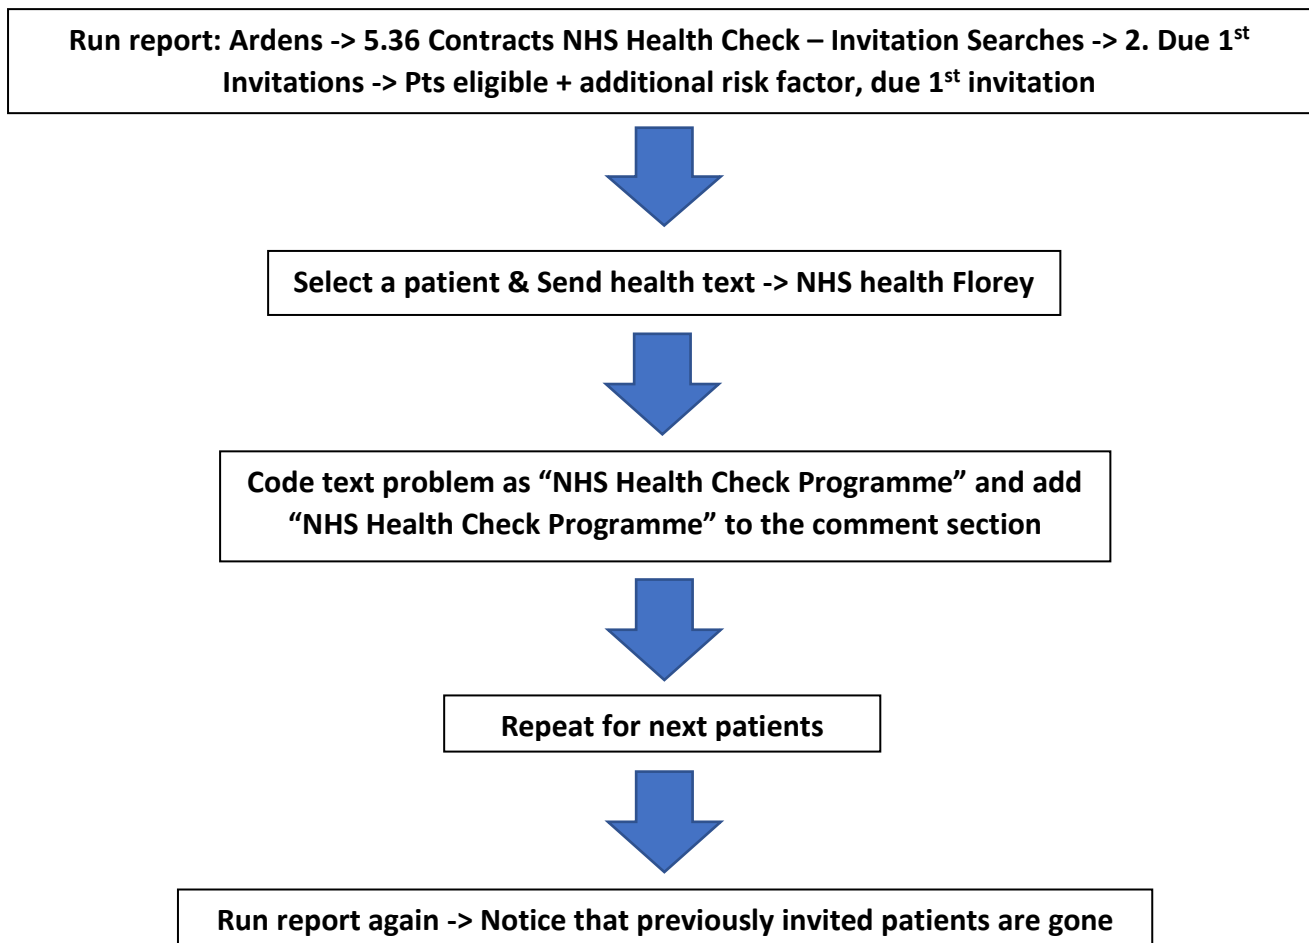 Run report: Ardens -> 5.36 Contracts NHS Health Check – Invitation Searches -> 2. Due 1st
Invitations -> Pts eligible + additional risk factor, due 1st invitation
Select a patient & Send health text -> NHS health Florey
Code text problem as “NHS Health Check Programme” and add
“NHS Health Check Programme” to the comment section
Repeat for next patients
Run report again -> Notice that previously invited patients are gone